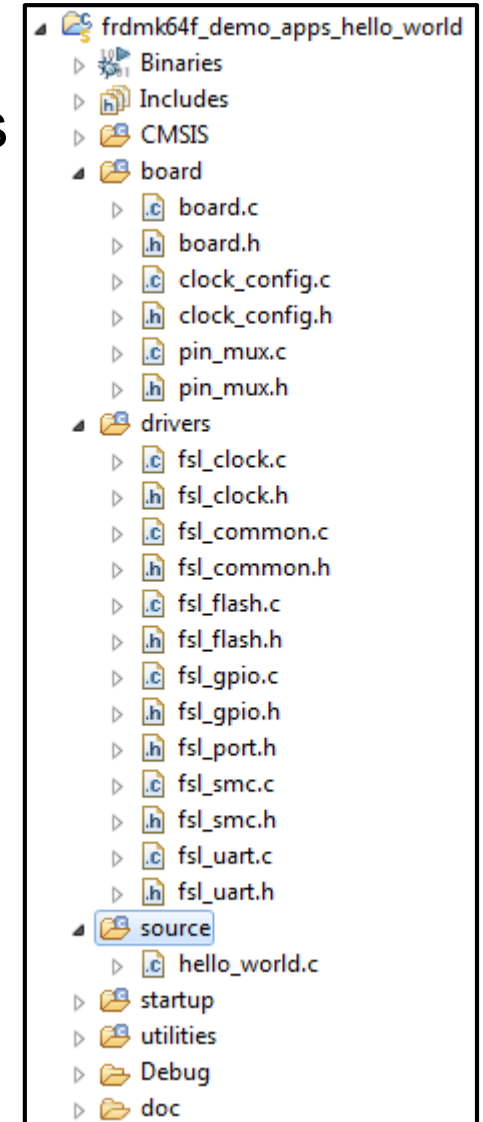 frdmk64f_demo_apps_hello_world
Binaries
Includes
s
CMSIS
board
.c board.c
.h board.h
.c clock_config.c
.h clock_config.h
.c pin_mux.c
.h pin_mux.h
drivers
.c fsl_clock.c
.h fsl_clock.h
.c fsl_common.c
.h fsl_common.h
.c fsl_flash.c
.h fsl_flash.h
.c fsl_gpio.c
.h fsl_gpio.h
.h fsl_port.h
.c fsl_smc.c
.h fsl_smc.h
.c fsl_uart.c
.h fsl_uart.h
source
.c hello_world.c
startup
utilities
Debug
doc